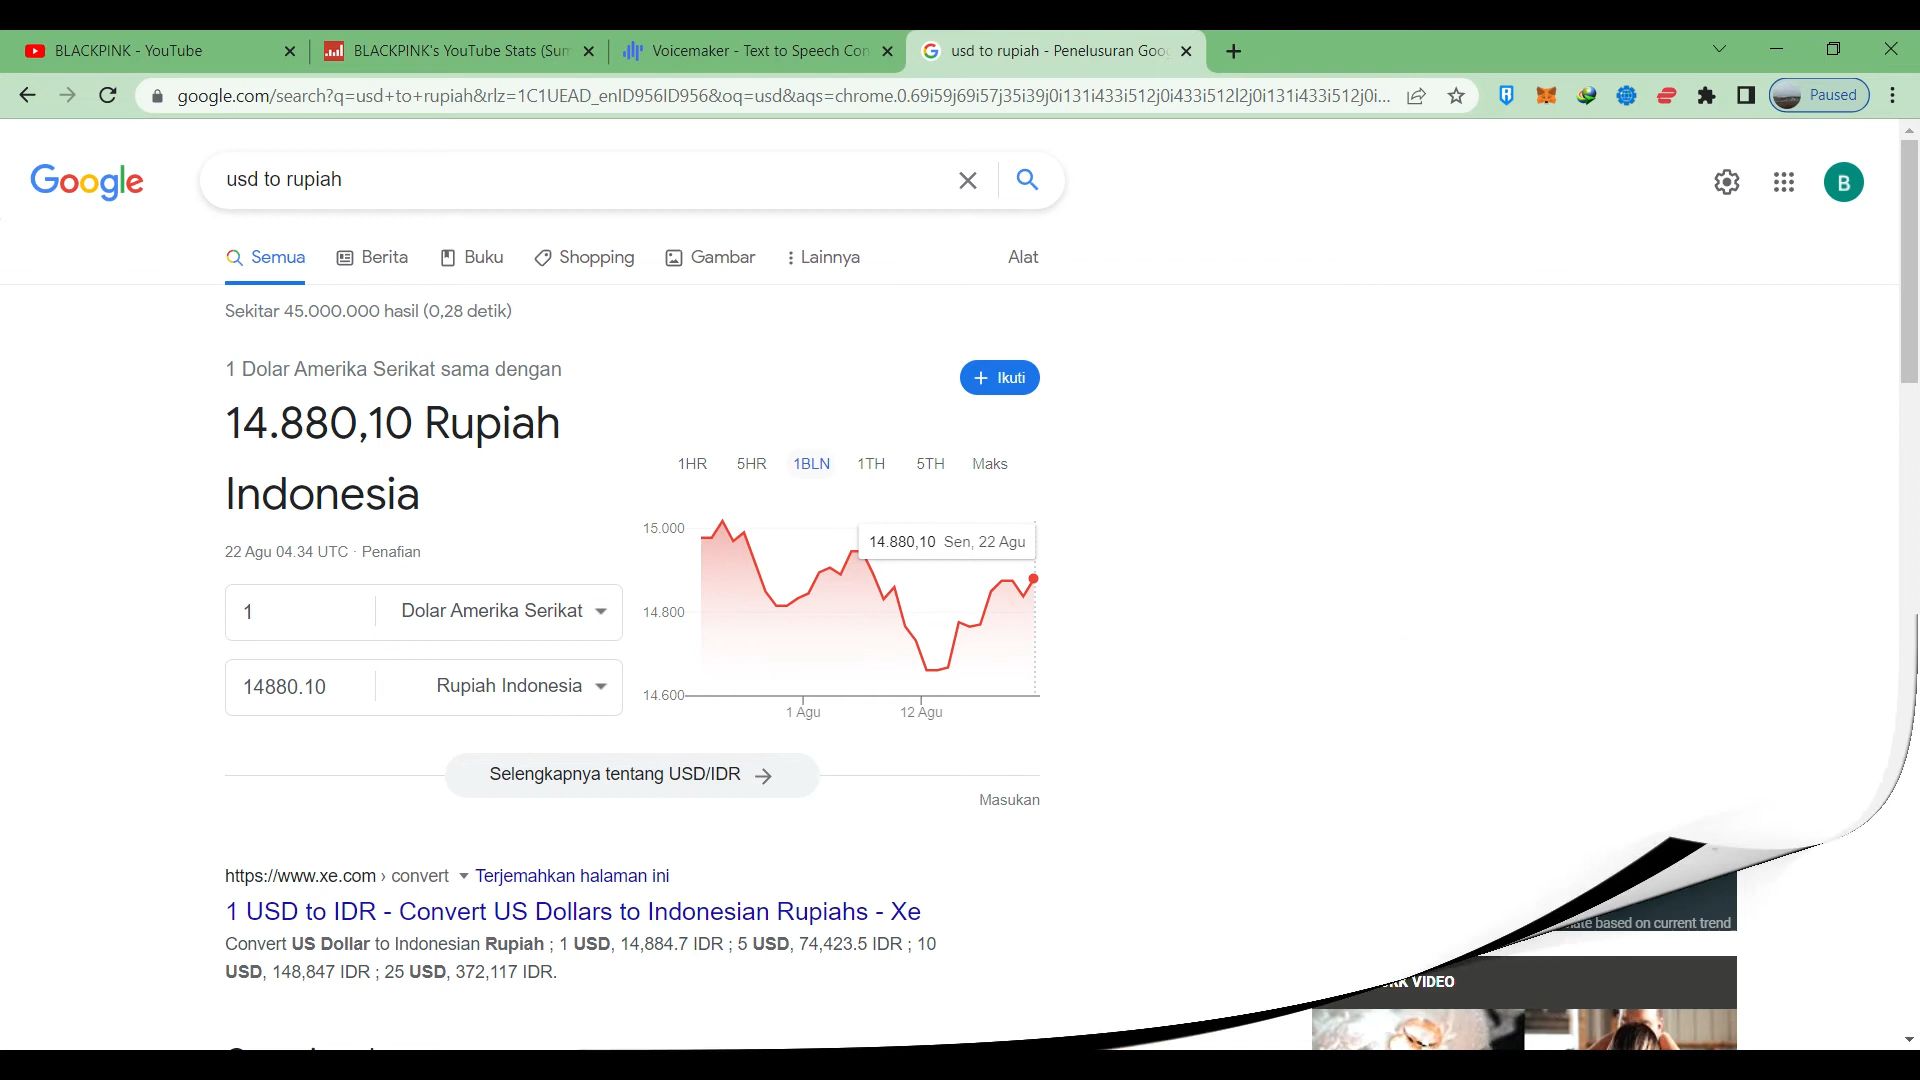 BLACKPINK - YouTube
BLACKPINK's YouTube Stats (Sum
Voicemaker - Text to Speech Con
usd to rupiah - Penelusuran Goog
google.com/search?q=usd+to+rupiah&rlz=1C1UEAD_enID956ID956&oq=usd&aqs=chrome.0.69i59j69i57j35i39j0i131i433i512j0i433i512l2j0i131i433i512j0i...
Paused
Google
usd to rupiah
B
Semua
Berita
Buku
Shopping
Gambar
Lainnya
Alat
Sekitar 45.000.000 hasil (0,28 detik)
1 Dolar Amerika Serikat sama dengan
Ikuti
14.880,10 Rupiah
Indonesia
22 Agu 04.34 UTC · Penafian
1 Dolar Amerika Serikat
14880.10 Rupiah Indonesia
1HR 5HR 1BLN 1TH 5TH Maks
15.000
14.880,10 Sen, 22 Agu
14.800
14.600
1 Agu 12 Agu
Selengkapnya tentang USD/IDR
Masukan
https://www.xe.com › convert Terjemahkan halaman ini
1 USD to IDR - Convert US Dollars to Indonesian Rupiahs - Xe
Convert US Dollar to Indonesian Rupiah ; 1 USD, 14,884.7 IDR ; 5 USD, 74,423.5 IDR ; 10
USD, 148,847 IDR ; 25 USD, 372,117 IDR.
based on current trend
VIDEO